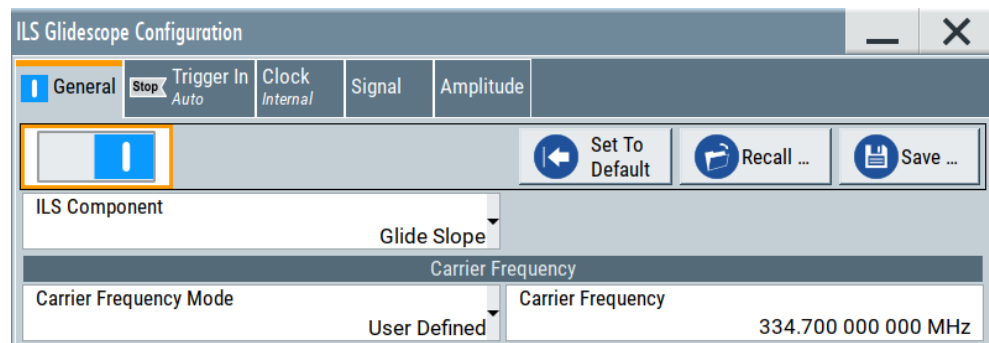 ILS Glidescope Configuration
General
Stop
Trigger In
Auto
Clock
Internal
Signal
Amplitude
Set To
Default
Recall ...
Save ...
ILS Component
Glide Slope
Carrier Frequency
Carrier Frequency Mode
User Defined
Carrier Frequency
334.700 000 000 MHz